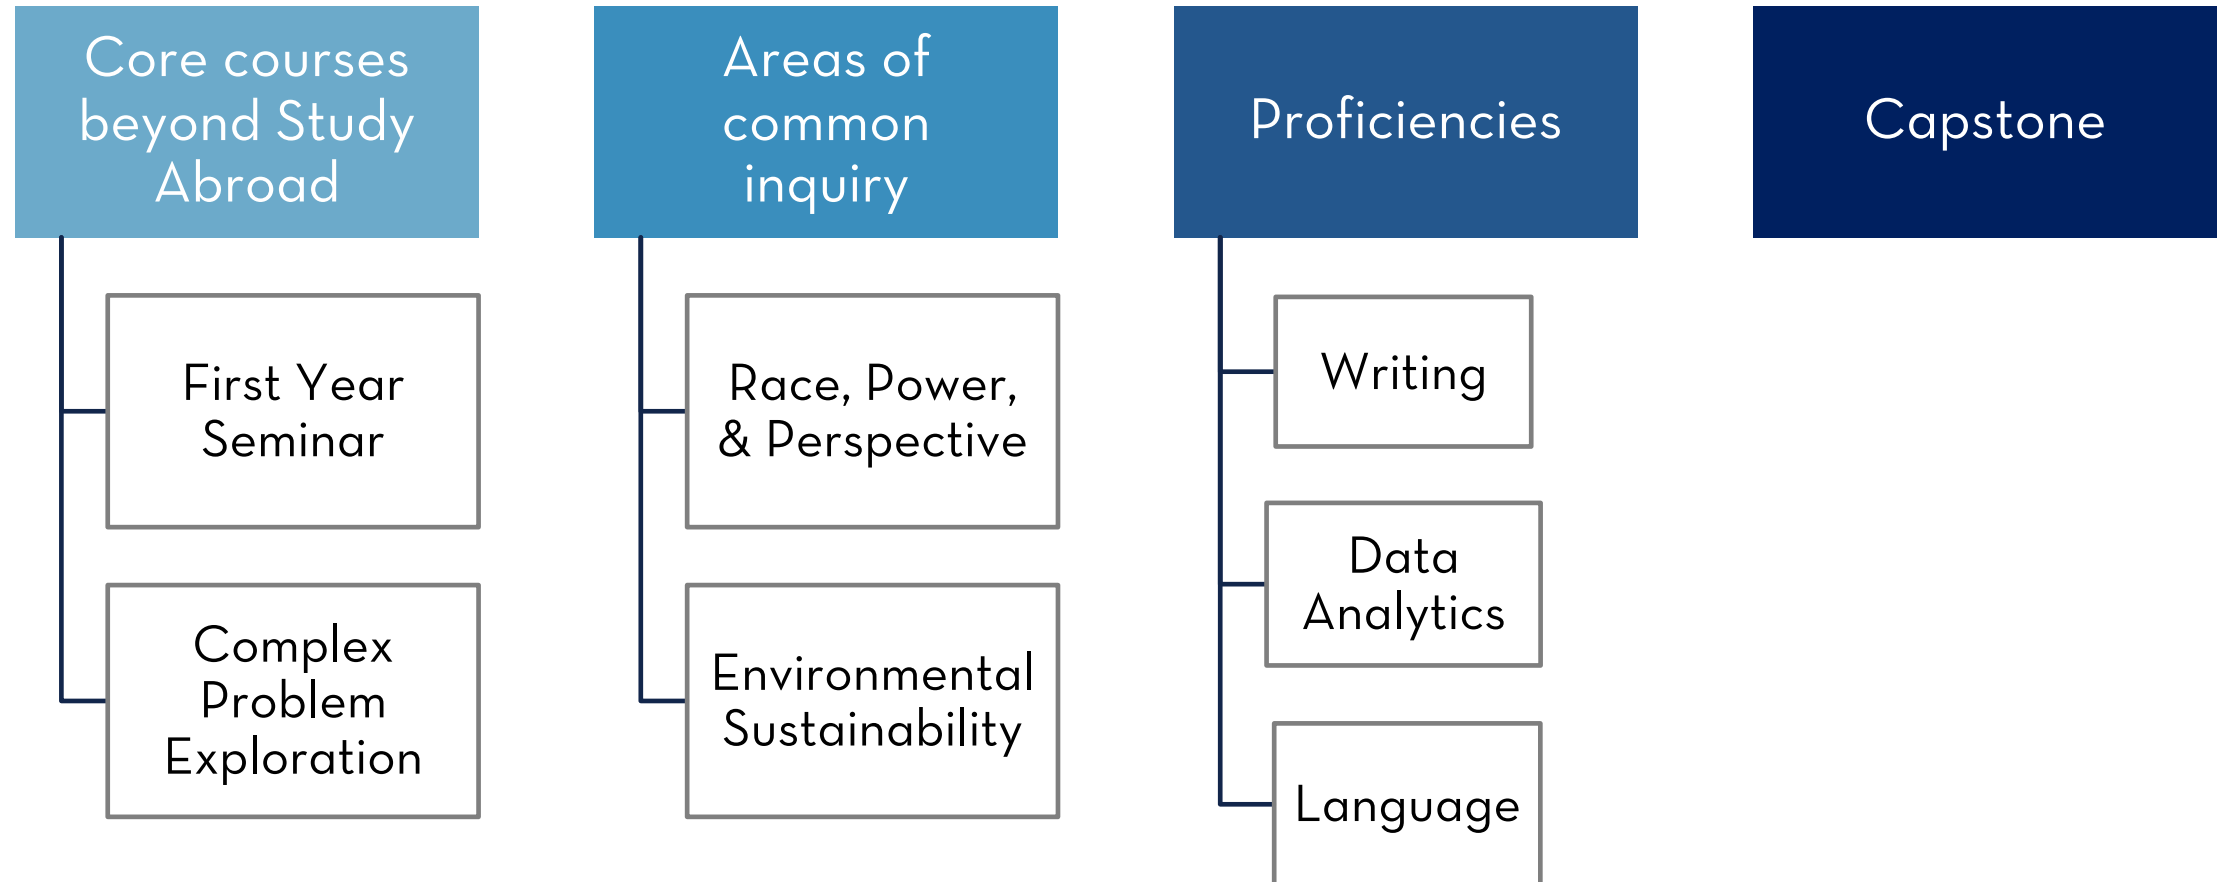 Core courses
beyond Study
Abroad
First Year
Seminar
Complex
Problem
Exploration
Areas of
common
inquiry
Race, Power,
& Perspective
Environmental
Sustainability
Proficiencies
Writing
Data
Analytics
Language
Capstone